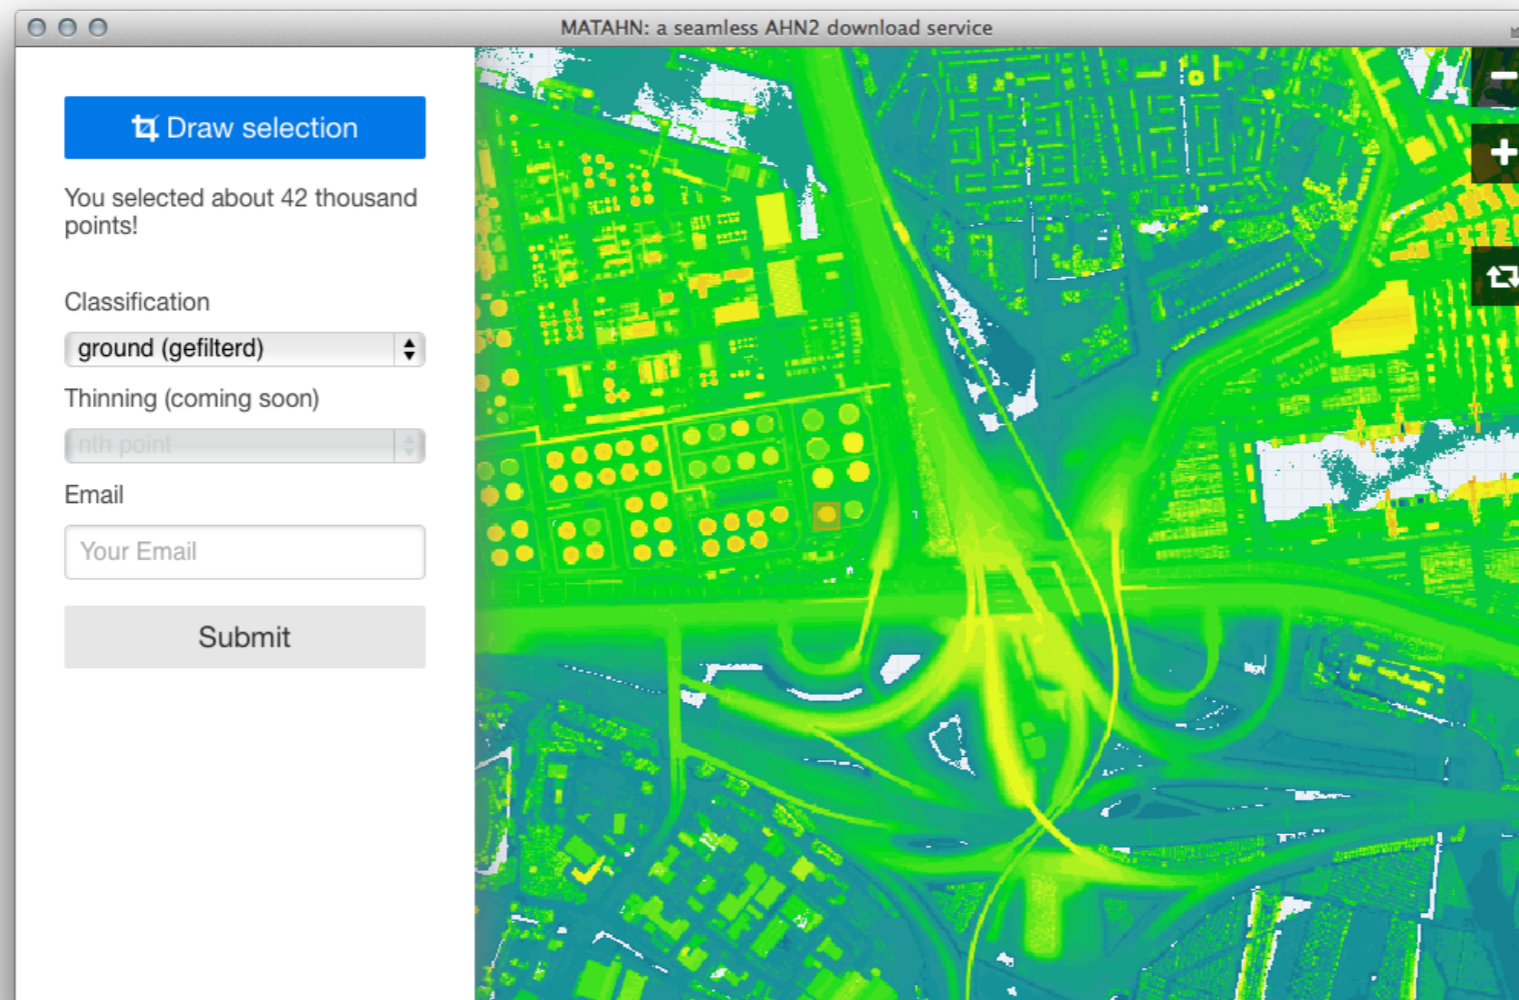 MATAHN: a seamless AHN2 download service
Draw selection
You selected about 42 thousand
points!
Classification
ground (gefilterd)
Thinning (coming soon)
nth point
Email
Your Email
Submit